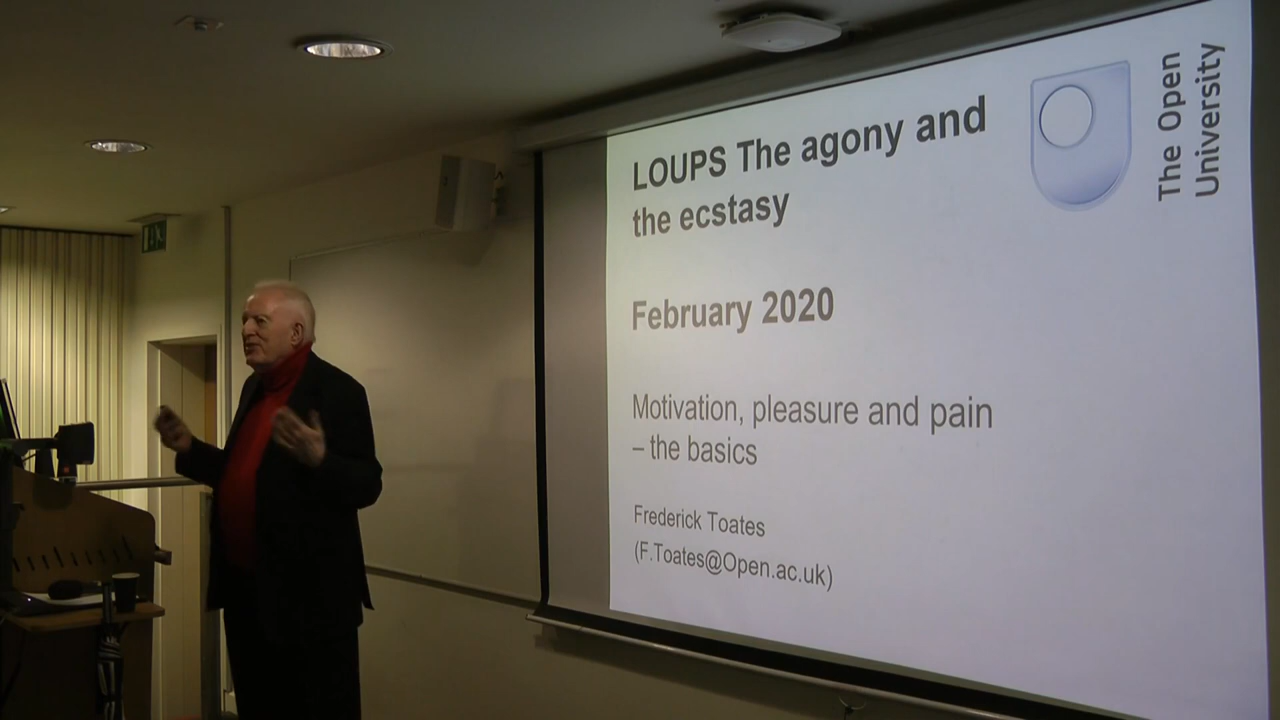 LOUPS The agony and
the ecstasy
The Open
University
February 2020
Motivation, pleasure and pain
– the basics
Frederick Toates
(F.Toates@Open.ac.uk)